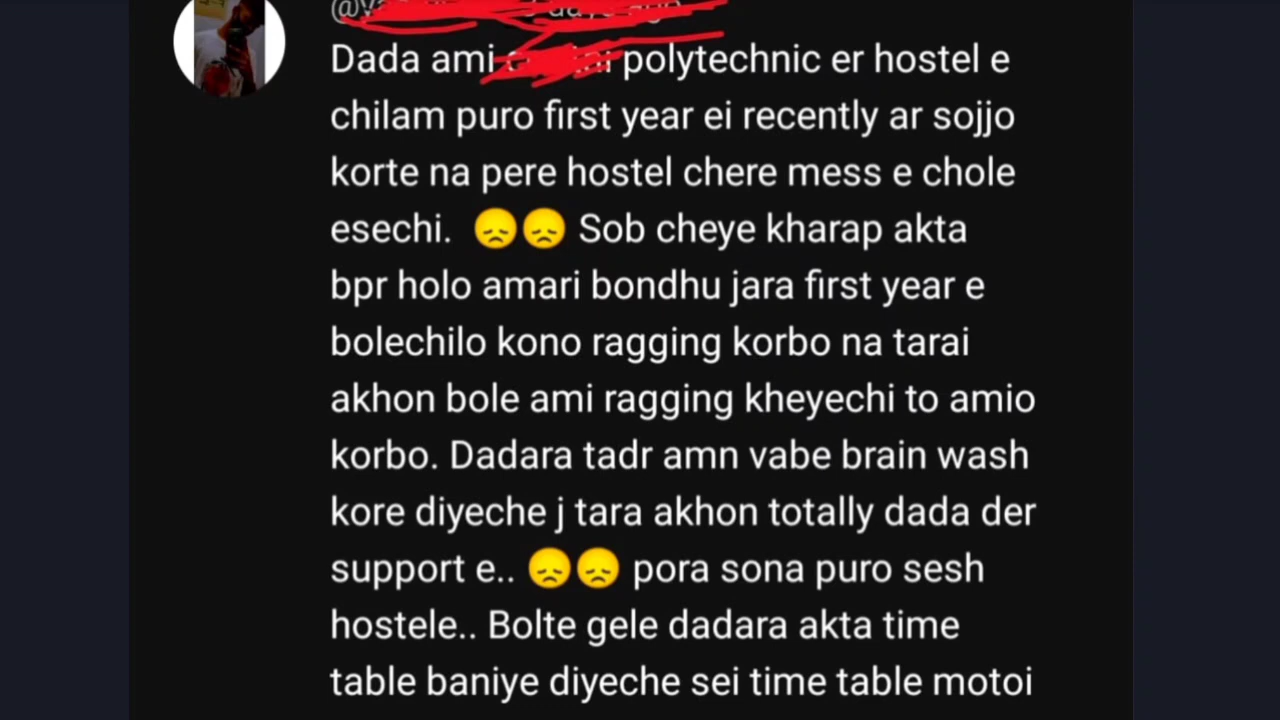 Dada ami polytechnic er hostel e
chilam puro first year ei recently ar sojjo
korte na pere hostel chere mess e chole
esechi. 😞😞 Sob cheye kharap akta
bpr holo amari bondhu jara first year e
bolechilo kono ragging korbo na tarai
akhon bole ami ragging kheyechi to amio
korbo. Dadara tadr amn vabe brain wash
kore diyeche j tara akhon totally dada der
support e.. 😞😞 pora sona puro sesh
hostele.. Bolte gele dadara akta time
table baniye diyeche sei time table motoi